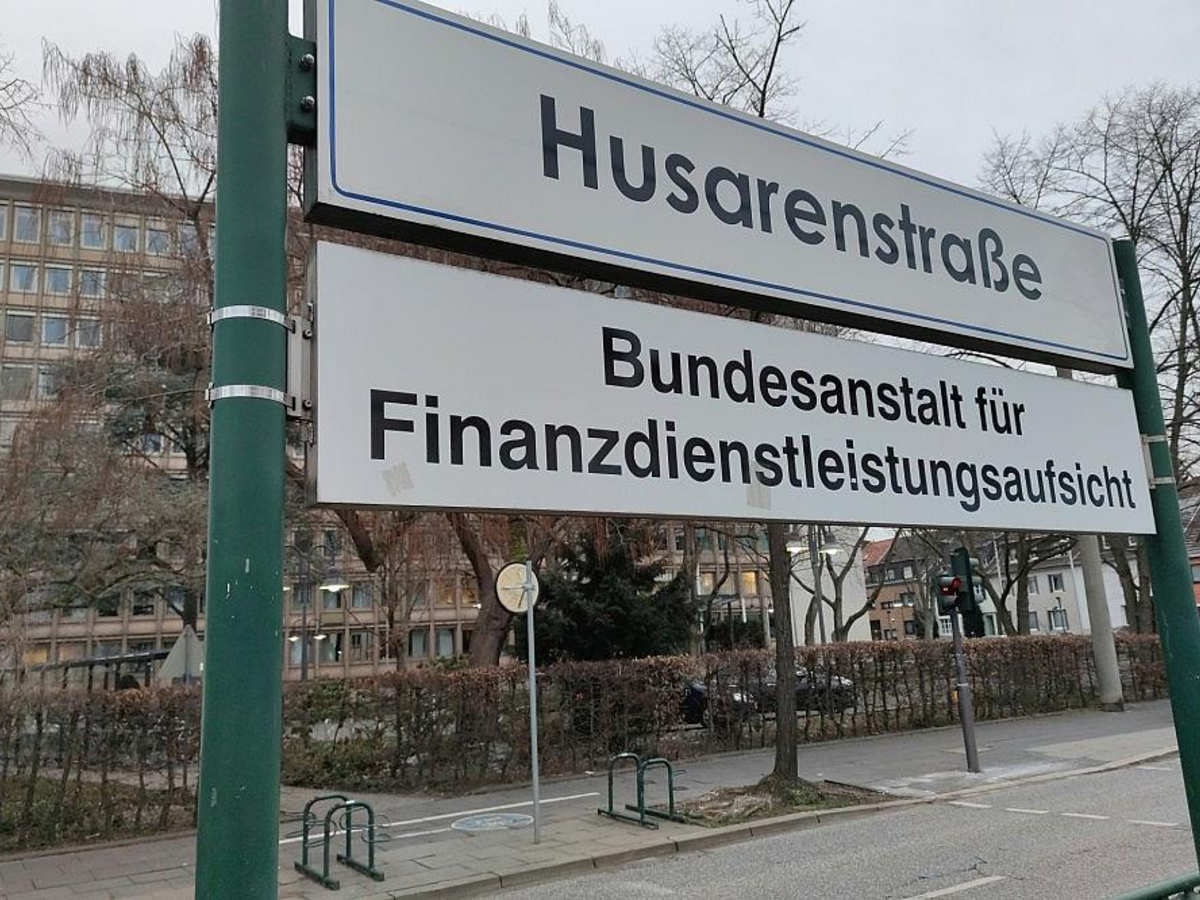 Husarenstraße
Bundesanstalt für
Finanzdienstleistungsaufsicht